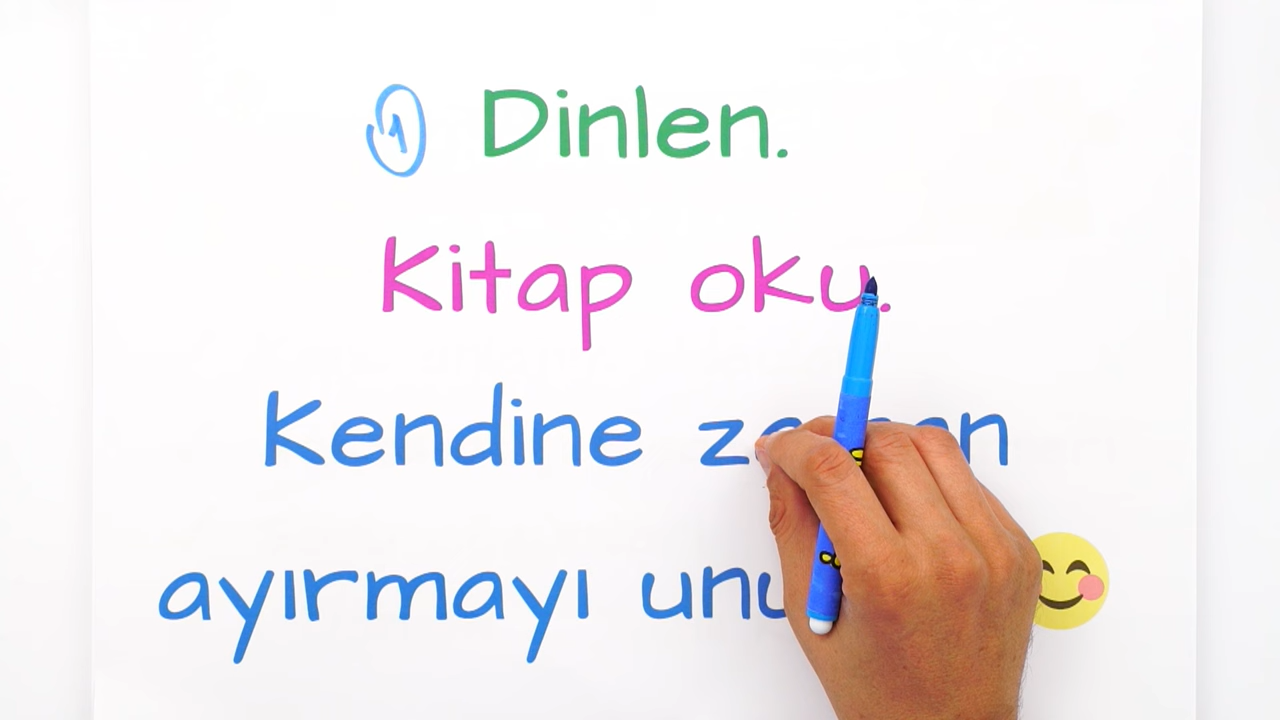 1 Dinlen.
Kitap oku.
Kendine
ayırmayı